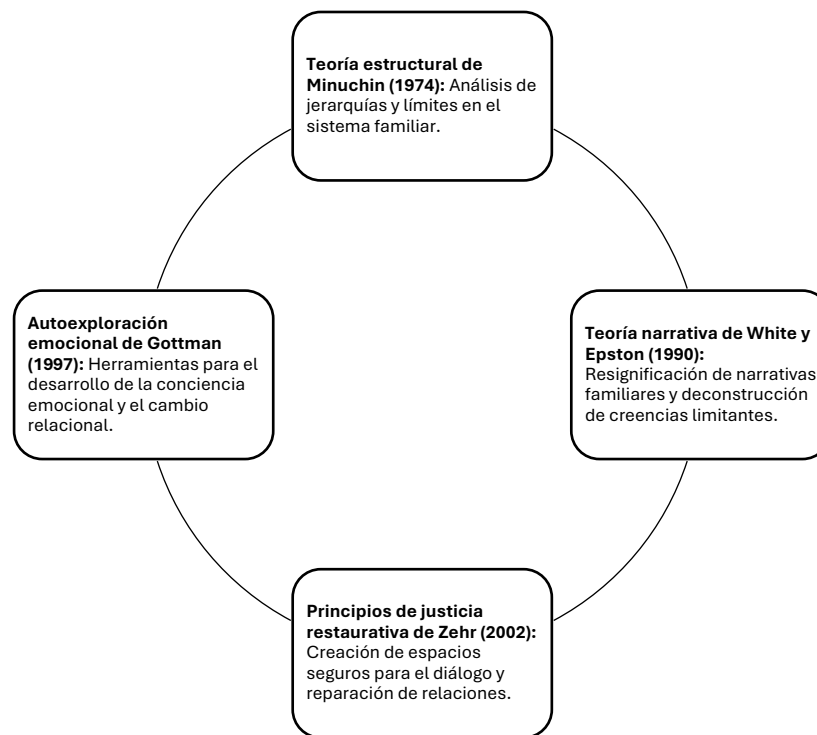 Teoría estructural de
Minuchin (1974): Análisis de
jerarquías y límites en el
sistema familiar.
Autoexploración
emocional de Gottman
(1997): Herramientas para el
desarrollo de la conciencia
emocional y el cambio
relacional.
Teoría narrativa de White y
Epston (1990):
Resignificación de narrativas
familiares y deconstrucción
de creencias limitantes.
Principios de justicia
restaurativa de Zehr (2002):
Creación de espacios
seguros para el diálogo y
reparación de relaciones.